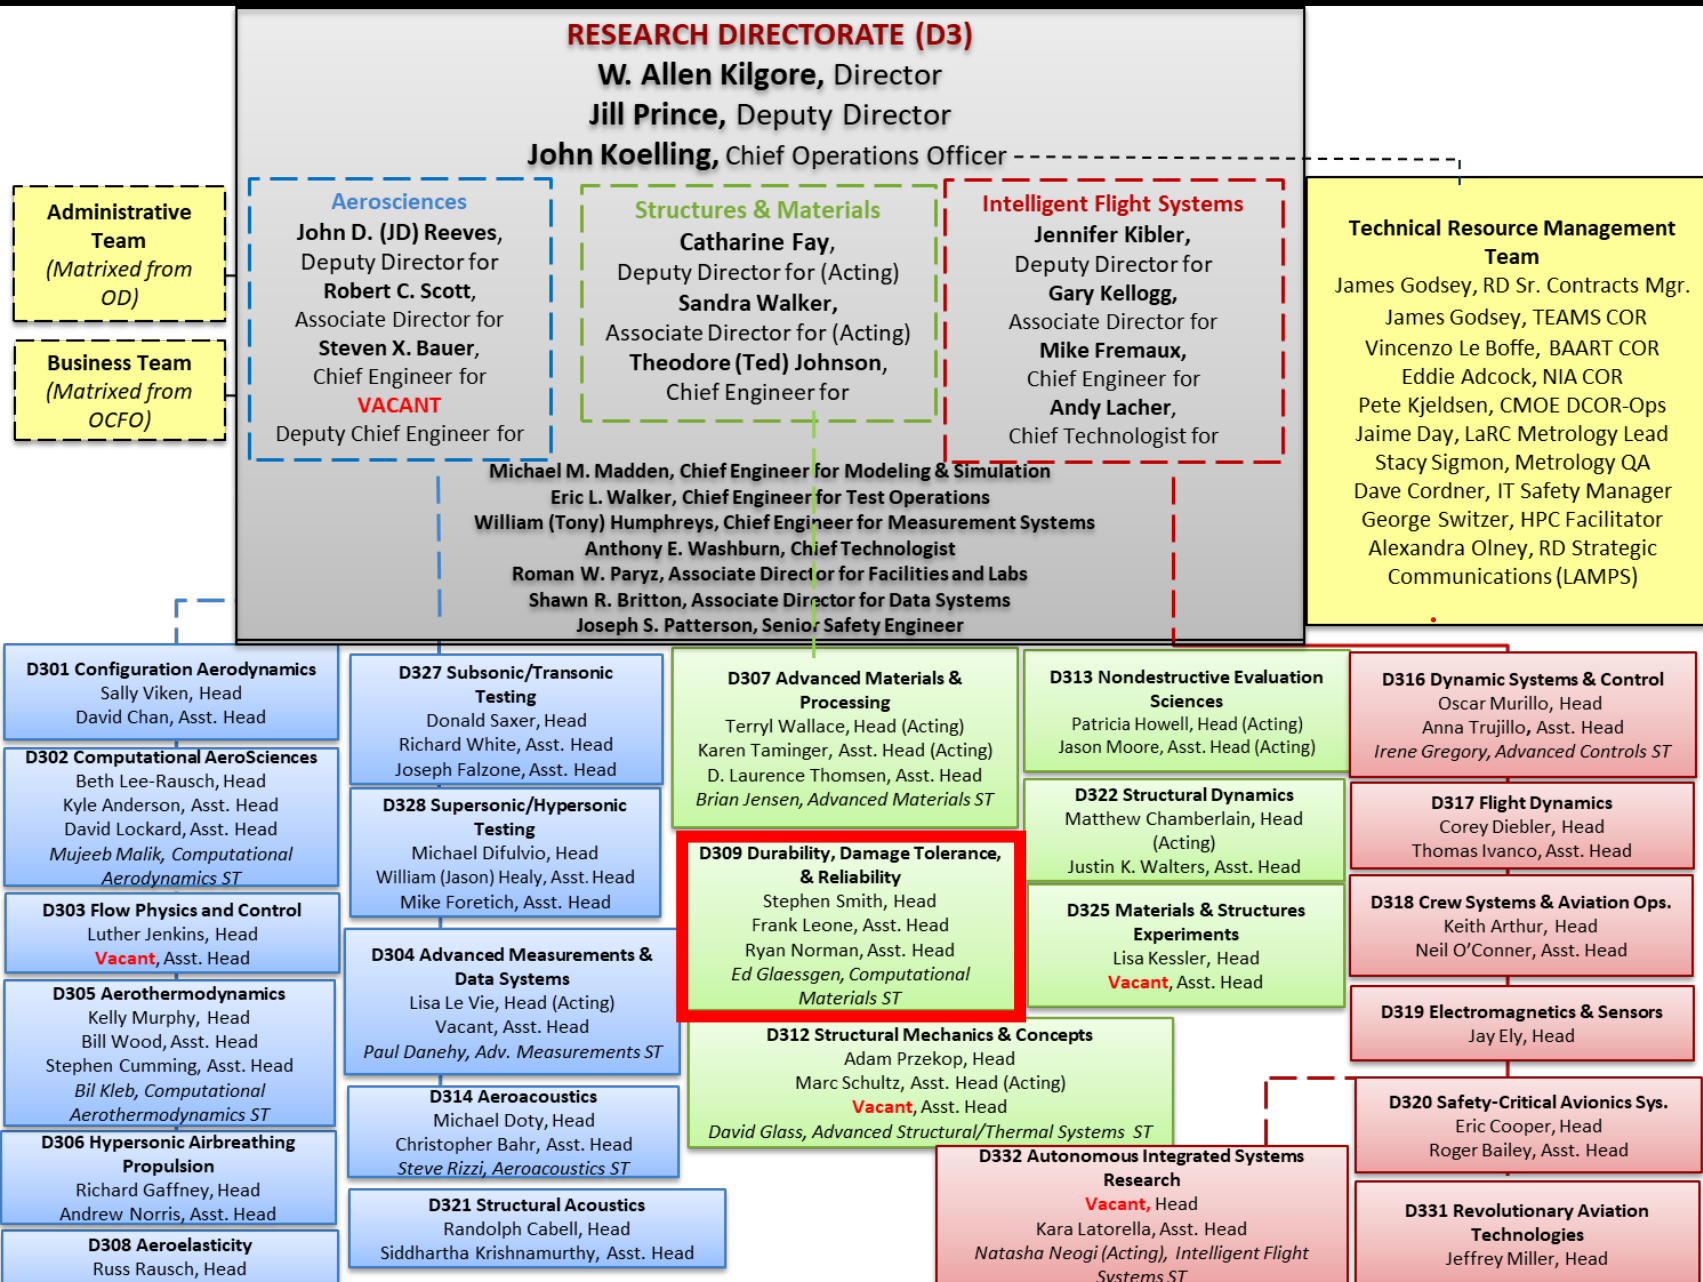 RESEARCH DIRECTORATE (D3)
W. Allen Kilgore, Director
Jill Prince, Deputy Director
John Koelling, Chief Operations Officer
Administrative
Team
(Matrixed from
OD)
Business Team
(Matrixed from
OCFO)
Aerosciences
John D. (JD) Reeves,
Deputy Director for
Robert C. Scott,
Associate Director for
Steven X. Bauer,
Chief Engineer for
VACANT
Deputy Chief Engineer for
Structures & Materials
Catharine Fay,
Deputy Director for (Acting)
Sandra Walker,
Associate Director for (Acting)
Theodore (Ted) Johnson,
Chief Engineer for
Intelligent Flight Systems
Jennifer Kibler,
Deputy Director for
Gary Kellogg,
Associate Director for
Mike Fremaux,
Chief Engineer for
Andy Lacher,
Chief Technologist for
Technical Resource Management
Team
James Godsey, RD Sr. Contracts Mgr.
James Godsey, TEAMS COR
Vincenzo Le Boffe, BAART COR
Eddie Adcock, NIA COR
Pete Kjeldsen, CMOE DCOR-Ops
Jaime Day, LaRC Metrology Lead
Stacy Sigmon, Metrology QA
Dave Cordner, IT Safety Manager
George Switzer, HPC Facilitator
Alexandra Olney, RD Strategic
Communications (LAMPS)
Michael M. Madden, Chief Engineer for Modeling & Simulation
Eric L. Walker, Chief Engineer for Test Operations
William (Tony) Humphreys, Chief Engineer for Measurement Systems
Anthony E. Washburn, Chief Technologist
Roman W. Paryz, Associate Director for Facilities and Labs
Shawn R. Britton, Associate Director for Data Systems
Joseph S. Patterson, Senior Safety Engineer
D301 Configuration Aerodynamics
Sally Viken, Head
David Chan, Asst. Head
D302 Computational AeroSciences
Beth Lee-Rausch, Head
Kyle Anderson, Asst. Head
David Lockard, Asst. Head
Mujeeb Malik, Computational
Aerodynamics ST
D303 Flow Physics and Control
Luther Jenkins, Head
Vacant, Asst. Head
D305 Aerothermodynamics
Kelly Murphy, Head
Bill Wood, Asst. Head
Stephen Cumming, Asst. Head
Bil Kleb, Computational
Aerothermodynamics ST
D306 Hypersonic Airbreathing
Propulsion
Richard Gaffney, Head
Andrew Norris, Asst. Head
D308 Aeroelasticity
Russ Rausch, Head
D327 Subsonic/Transonic
Testing
Donald Saxer, Head
Richard White, Asst. Head
Joseph Falzone, Asst. Head
D328 Supersonic/Hypersonic
Testing
Michael Difulvio, Head
William (Jason) Healy, Asst. Head
Mike Foretich, Asst. Head
D304 Advanced Measurements &
Data Systems
Lisa Le Vie, Head (Acting)
Vacant, Asst. Head
Paul Danehy, Adv. Measurements ST
D314 Aeroacoustics
Michael Doty, Head
Christopher Bahr, Asst. Head
Steve Rizzi, Aeroacoustics ST
D321 Structural Acoustics
Randolph Cabell, Head
Siddhartha Krishnamurthy, Asst. Head
D307 Advanced Materials &
Processing
Terryl Wallace, Head (Acting)
Karen Taminger, Asst. Head (Acting)
D. Laurence Thomsen, Asst. Head
Brian Jensen, Advanced Materials ST
D309 Durability, Damage Tolerance,
& Reliability
Stephen Smith, Head
Frank Leone, Asst. Head
Ryan Norman, Asst. Head
Ed Glaessgen, Computational
Materials ST
D312 Structural Mechanics & Concepts
Adam Przekop, Head
Marc Schultz, Asst. Head (Acting)
Vacant, Asst. Head
David Glass, Advanced Structural/Thermal Systems ST
D313 Nondestructive Evaluation
Sciences
Patricia Howell, Head (Acting)
Jason Moore, Asst. Head (Acting)
D322 Structural Dynamics
Matthew Chamberlain, Head
(Acting)
Justin K. Walters, Asst. Head
D325 Materials & Structures
Experiments
Lisa Kessler, Head
Vacant, Asst. Head
D316 Dynamic Systems & Control
Oscar Murillo, Head
Anna Trujillo, Asst. Head
Irene Gregory, Advanced Controls ST
D317 Flight Dynamics
Corey Diebler, Head
Thomas Ivanco, Asst. Head
D318 Crew Systems & Aviation Ops.
Keith Arthur, Head
Neil O'Conner, Asst. Head
D319 Electromagnetics & Sensors
Jay Ely, Head
D320 Safety-Critical Avionics Sys.
Eric Cooper, Head
Roger Bailey, Asst. Head
D332 Autonomous Integrated Systems
Research
Vacant, Head
Kara Latorella, Asst. Head
Natasha Neogi (Acting), Intelligent Flight
Systems ST
D331 Revolutionary Aviation
Technologies
Jeffrey Miller, Head